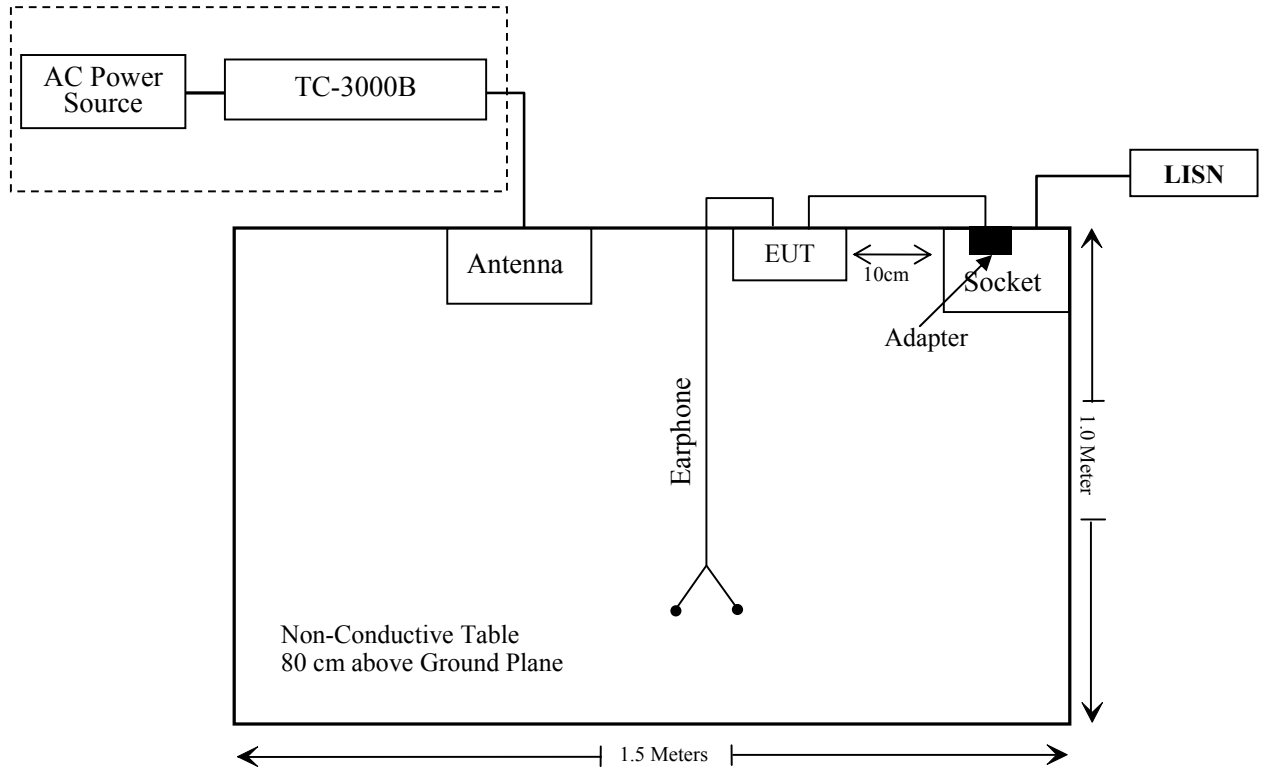 AC Power
Source
TC-3000B
LISN
Antenna
EUT
10cm
Socket
Adapter
Earphone
1.0 Meter
Non-Conductive Table
80 cm above Ground Plane
1.5 Meters